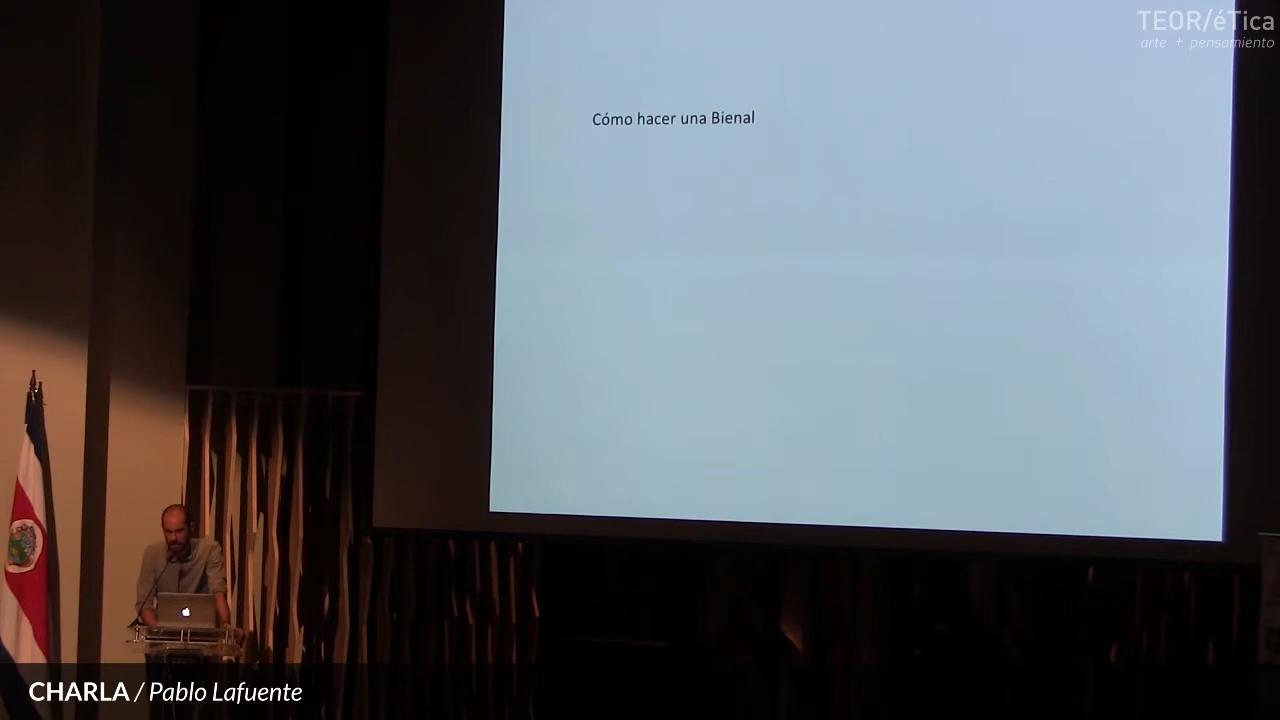 TEOR/éTica
arte + pensamiento
Cómo hacer una Bienal
CHARLA / Pablo Lafuente